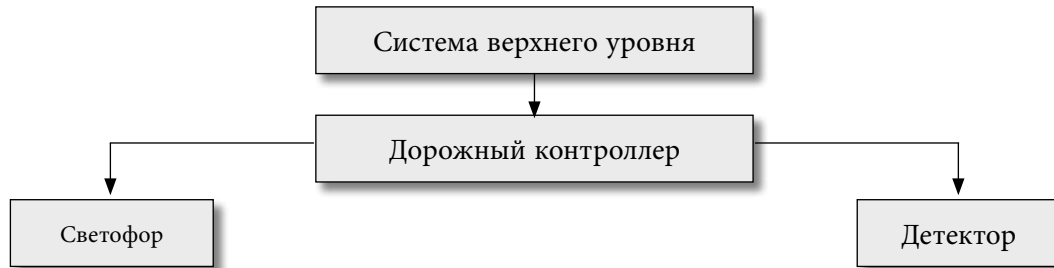 Система верхнего уровня
Дорожный контроллер
Светофор
Детектор